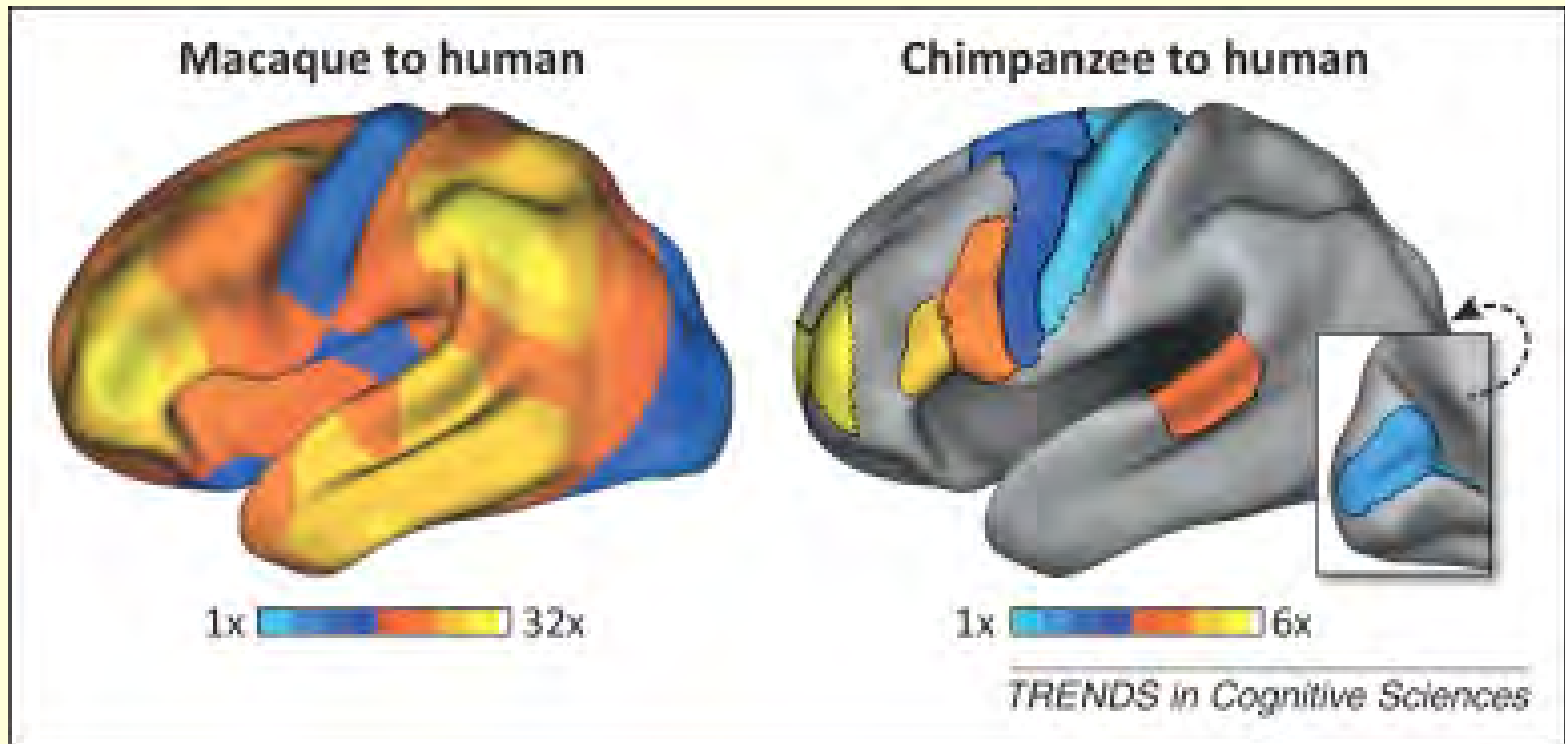 Macaque to human
Chimpanzee to human
1x 32x
1x 6x
TRENDS in Cognitive Sciences